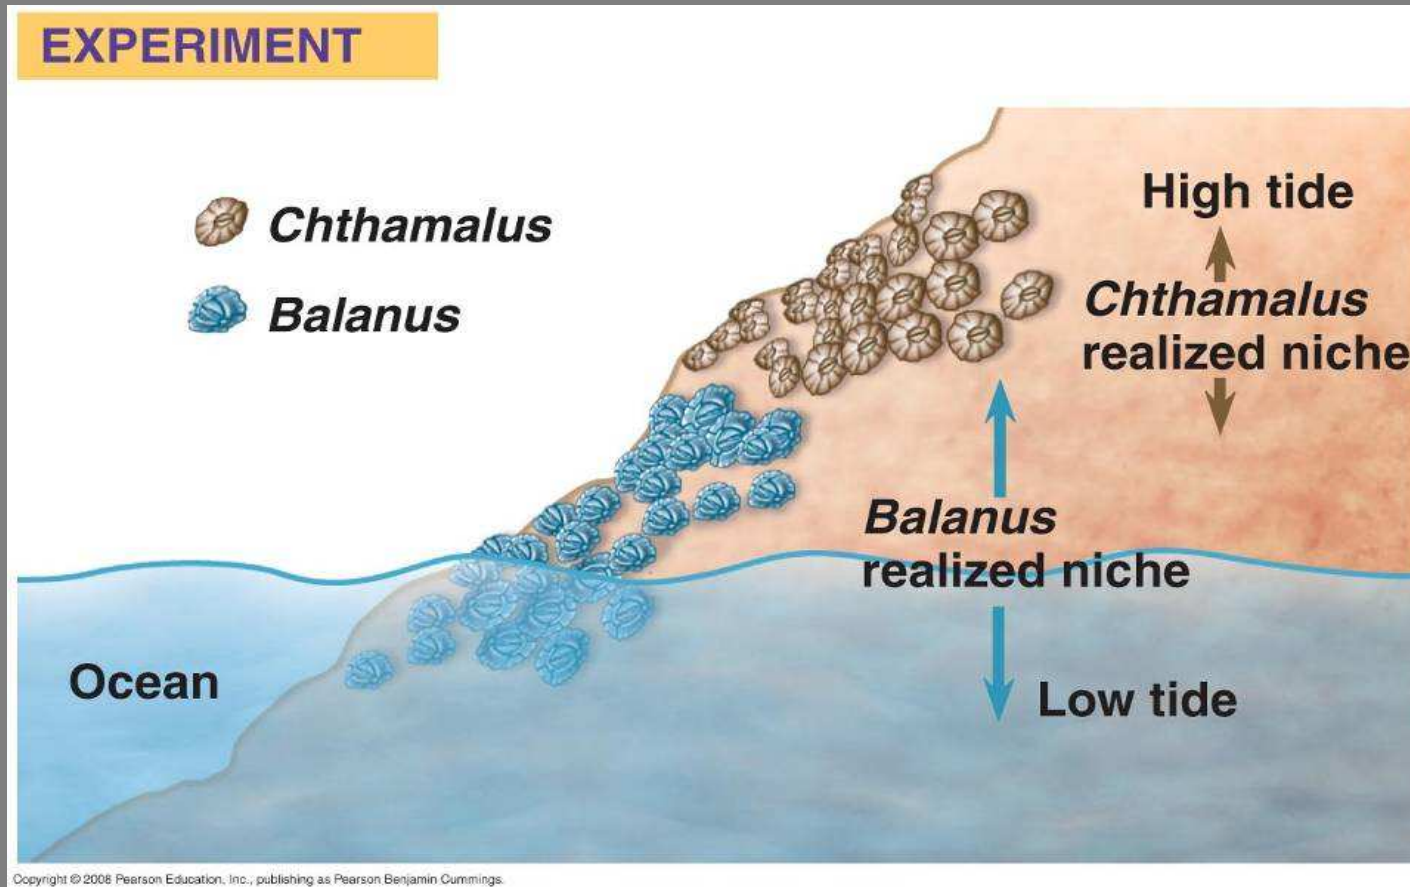 EXPERIMENT
Chthamalus
Balanus
High tide
Chthamalus
realized niche
Balanus
realized niche
Ocean
Low tide
Copyright © 2008 Pearson Education, Inc., publishing as Pearson Benjamin Cummings.